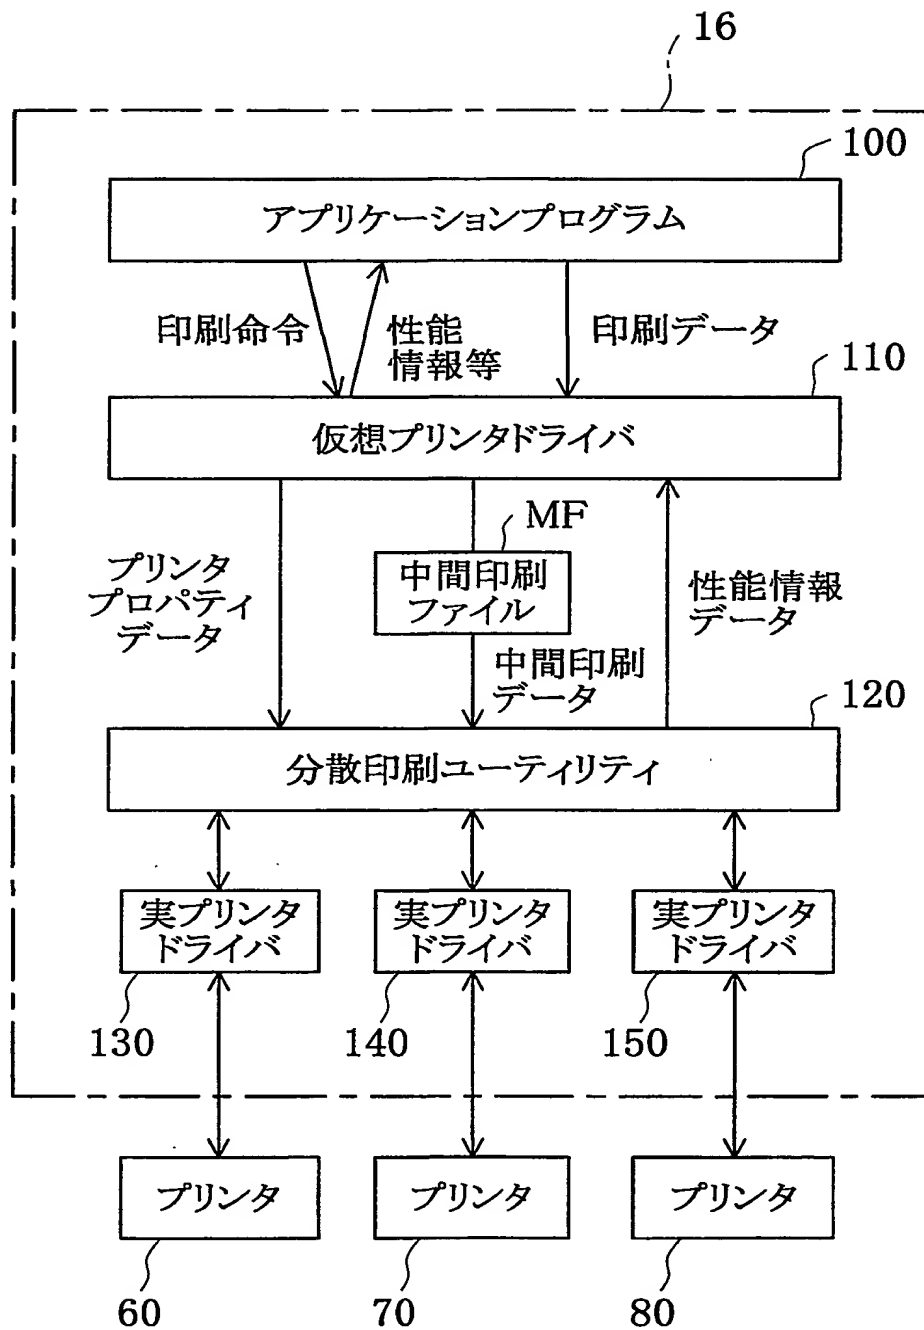 16
100
アプリケーションプログラム
印刷命令
性能
情報等
印刷データ
110
仮想プリンタドライバ
MF
プリンタ
プロパティ
データ
中間印刷
ファイル
性能情報
データ
中間印刷
データ
120
分散印刷ユーティリティ
実プリンタ
ドライバ
実プリンタ
ドライバ
実プリンタ
ドライバ
130
140
150
プリンタ
プリンタ
プリンタ
60
70
80